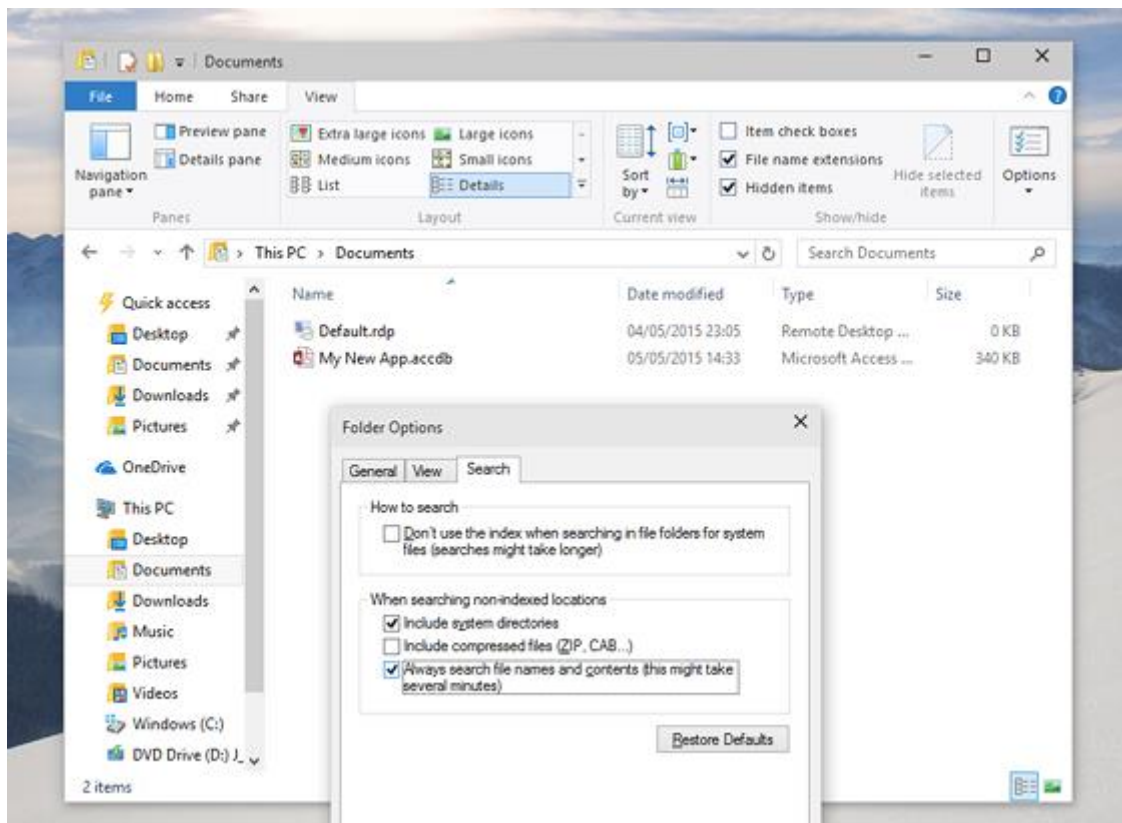 Documents
File Home Share View
Preview pane
Details pane
Navigation
pane
Panes
Extra large icons Large icons
Medium icons Small icons
List Details
Layout
Sort
by
Current view
Item check boxes
File name extensions
Hidden items
Hide selected
items
Show/hide
Options
This PC > Documents
Search Documents
Quick access
Desktop
Documents
Downloads
Pictures
OneDrive
This PC
Desktop
Documents
Downloads
Music
Pictures
Videos
Windows (C:)
DVD Drive (D:) J_
Name Date modified Type Size
Default.rdp 04/05/2015 23:05 Remote Desktop ... 0 KB
My New App.accdb 05/05/2015 14:33 Microsoft Access ... 340 KB
Folder Options
General View Search
How to search
Don't use the index when searching in file folders for system
files (searches might take longer)
When searching non-indexed locations
Include system directories
Include compressed files (ZIP, CAB...)
Always search file names and contents (this might take
several minutes)
Restore Defaults
2 items